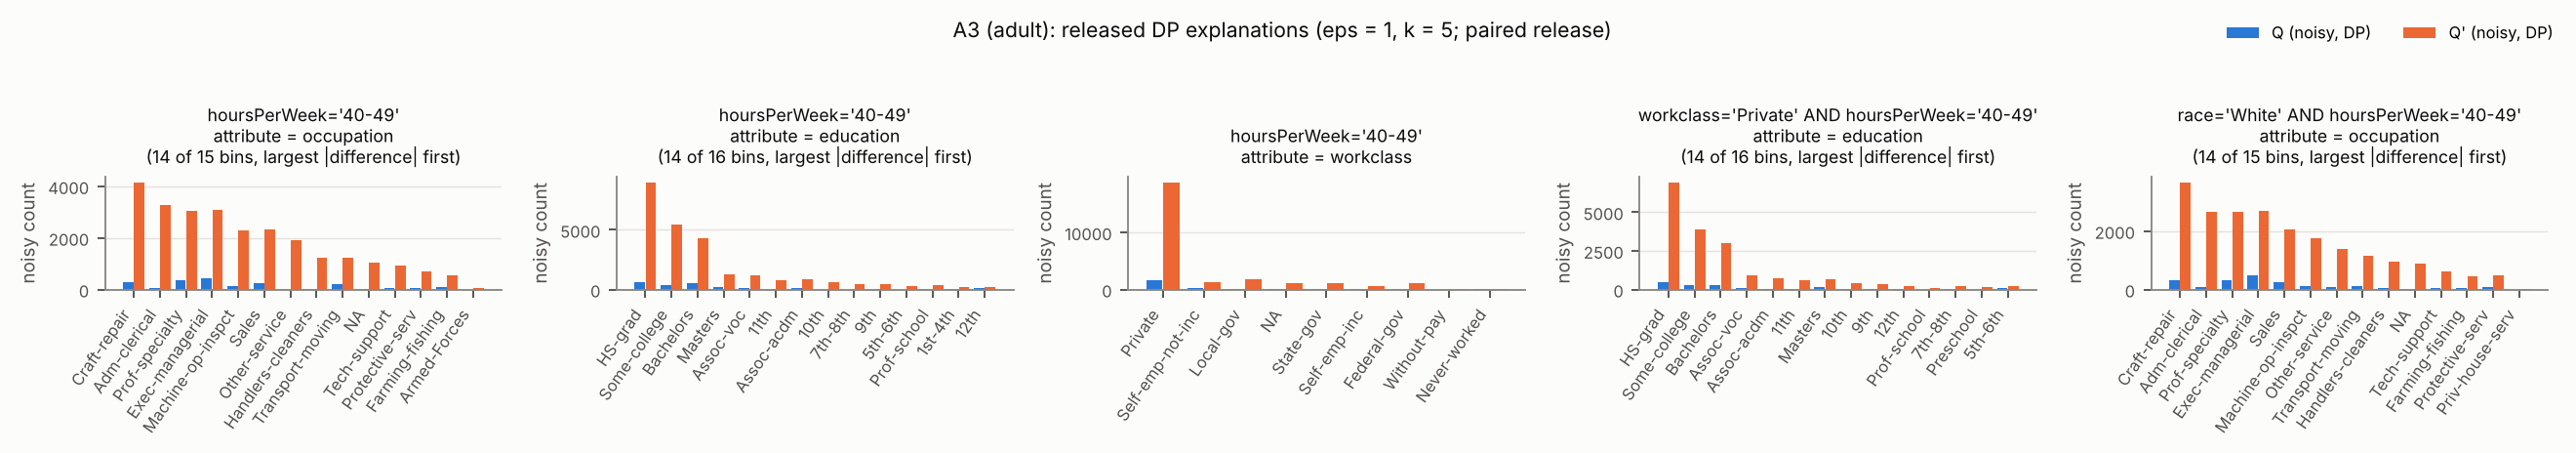 A3 (adult): released DP explanations (eps = 1, k = 5; paired release)
Q (noisy, DP)
Q' (noisy, DP)
hoursPerWeek='40-49'
attribute = occupation
(14 of 15 bins, largest |difference| first)
noisy count
4000
2000
0
Craft-repair
Adm-clerical
Prof-specialty
Exec-managerial
Machine-op-inspct
Sales
Other-service
Handlers-cleaners
Transport-moving
NA
Tech-support
Protective-serv
Farming-fishing
Armed-Forces
hoursPerWeek='40-49'
attribute = education
(14 of 16 bins, largest |difference| first)
noisy count
5000
0
HS-grad
Some-college
Bachelors
Masters
Assoc-voc
11th
Assoc-acdm
10th
7th-8th
9th
5th-6th
Prof-school
1st-4th
12th
hoursPerWeek='40-49'
attribute = workclass
noisy count
10000
0
Private
Self-emp-not-inc
Local-gov
NA
State-gov
Self-emp-inc
Federal-gov
Without-pay
Never-worked
workclass='Private' AND hoursPerWeek='40-49'
attribute = education
(14 of 16 bins, largest |difference| first)
noisy count
5000
2500
0
HS-grad
Some-college
Bachelors
Assoc-voc
Assoc-acdm
11th
Masters
10th
9th
12th
Prof-school
7th-8th
Preschool
5th-6th
race='White' AND hoursPerWeek='40-49'
attribute = occupation
(14 of 15 bins, largest |difference| first)
noisy count
2000
0
Craft-repair
Adm-clerical
Prof-specialty
Exec-managerial
Sales
Machine-op-inspct
Other-service
Transport-moving
Handlers-cleaners
NA
Tech-support
Farming-fishing
Protective-serv
Priv-house-serv